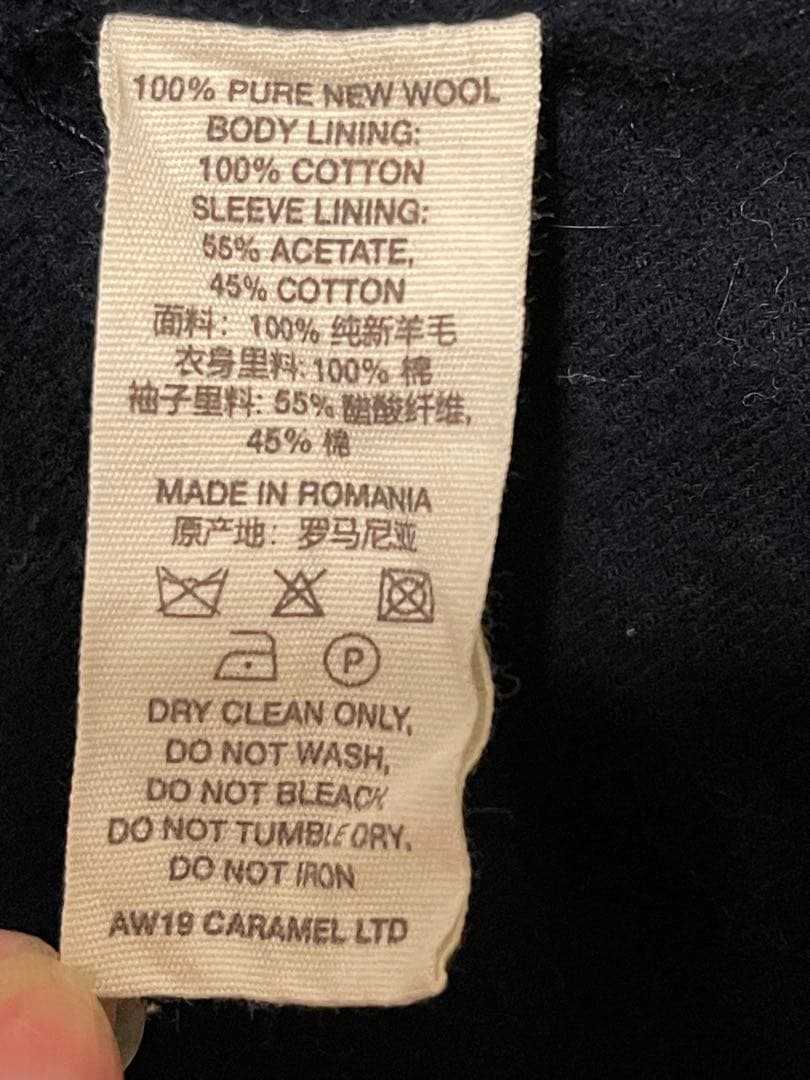 100% PURE NEW WOOL
BODY LINING:
100% COTTON
SLEEVE LINING:
55% ACETATE,
45% COTTON
面料：100% 纯新羊毛
衣身里料:100% 棉
袖子里料: 55% 醋酸纤维,
45% 棉
MADE IN ROMANIA
原产地：罗马尼亚
P
DRY CLEAN ONLY,
DO NOT WASH,
DO NOT BLEACK
DO NOT TUMBLE DRY,
DO NOT IRON
AW19 CARAMEL LTD